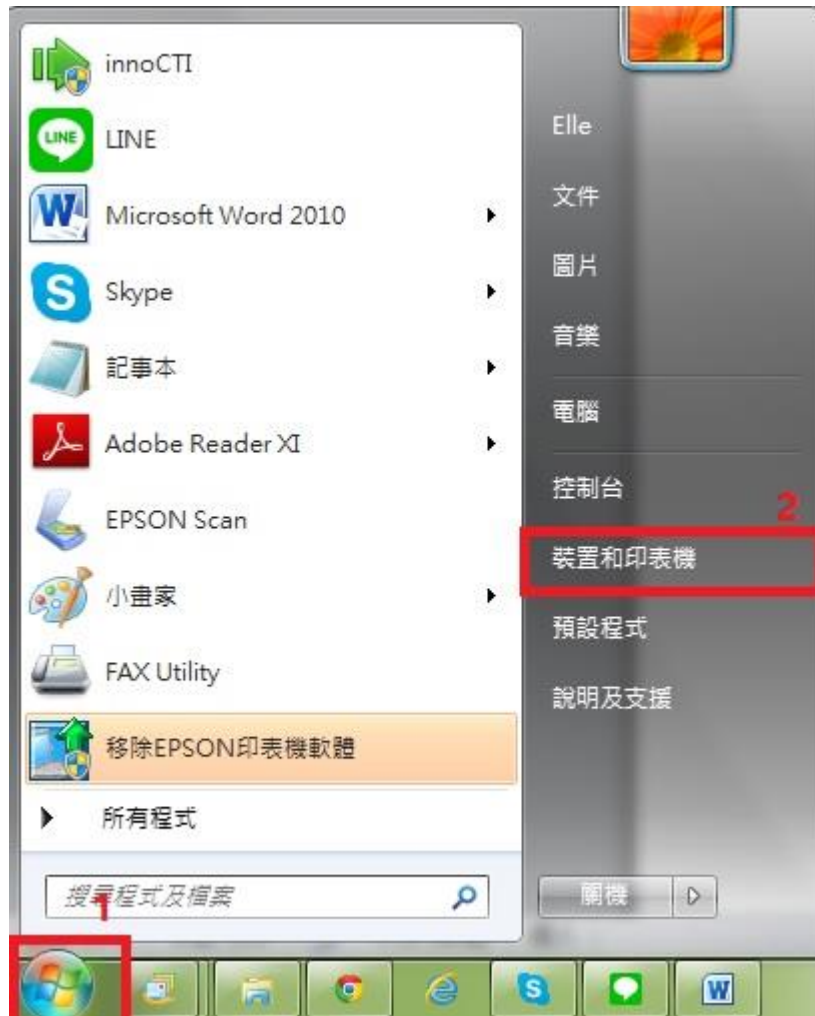 innoCTI
LINE
Microsoft Word 2010
Skype
記事本
Adobe Reader XI
EPSON Scan
小畫家
FAX Utility
移除EPSON印表機軟體
所有程式
搜尋程式及檔案
1
Elle
文件
圖片
音樂
電腦
控制台
2
裝置和印表機
預設程式
說明及支援
關機